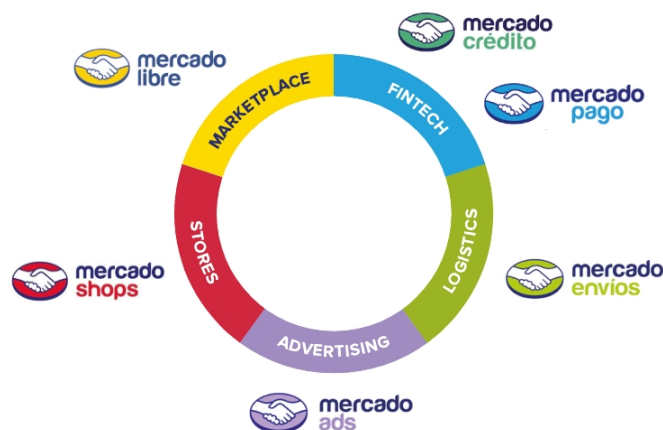 mercado
crédito
mercado
libre
mercado
pago
MARKETPLACE
FINTECH
STORES
LOGISTICS
mercado
shops
mercado
envios
ADVERTISING
mercado
ads